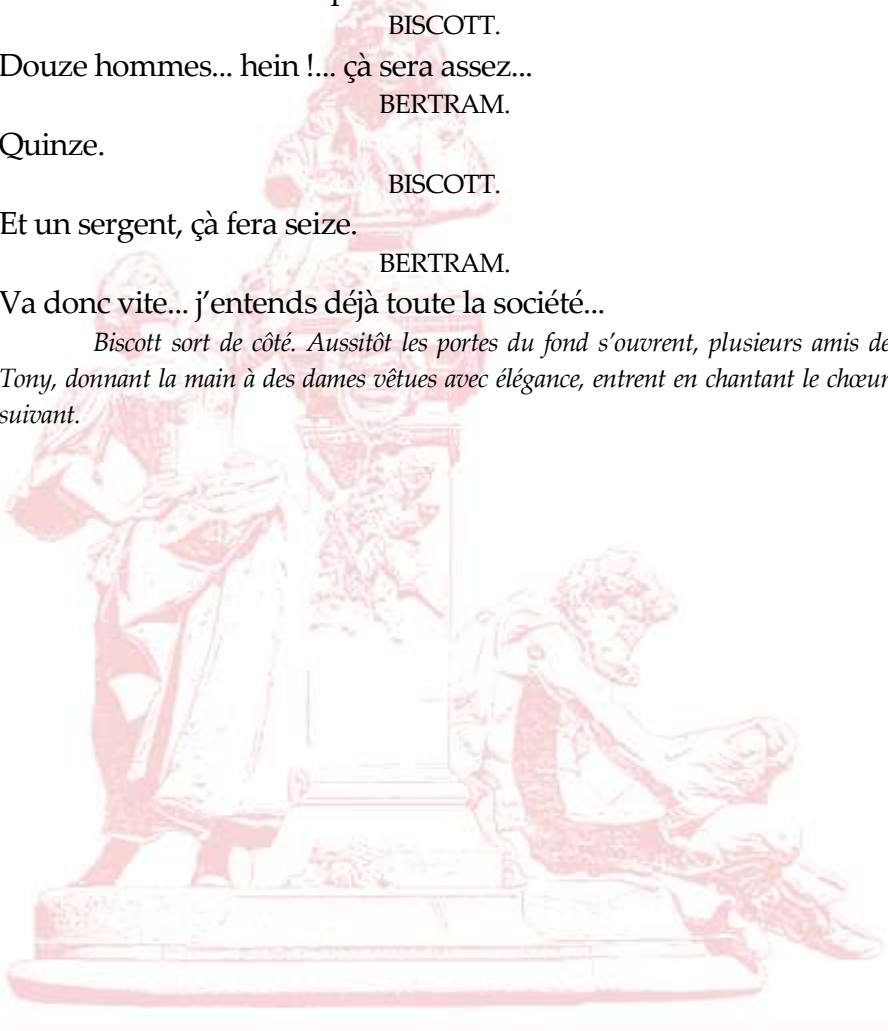 BISCOTT.
Douze hommes... hein !... çà sera assez...
BERTRAM.
Quinze.
BISCOTT.
Et un sergent, çà fera seize.
BERTRAM.
Va donc vite... j’entends déjà toute la société...
Biscott sort de côté. Aussitôt les portes du fond s’ouvrent, plusieurs amis de
Tony, donnant la main à des dames vêtues avec élégance, entrent en chantant le chœur
suivant.